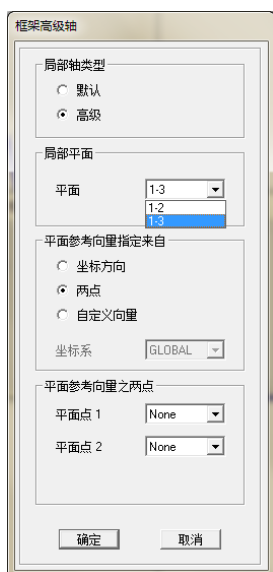 框架高级轴
局部轴类型
默认
高级
局部平面
平面 1-3
1-2
1-3
平面参考向量指定来自
坐标方向
两点
自定义向量
坐标系 GLOBAL
平面参考向量之两点
平面点 1 None
平面点 2 None
确定 取消